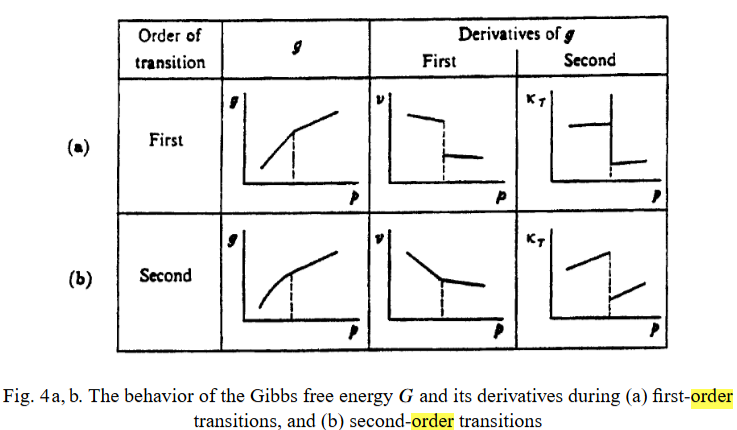 Order of transition
g
Derivatives of g
First
Second
(a)
First
g
p
v
p
κT
p
(b)
Second
g
p
v
p
κT
p
Fig. 4a, b. The behavior of the Gibbs free energy G and its derivatives during (a) first-order
transitions, and (b) second-order transitions